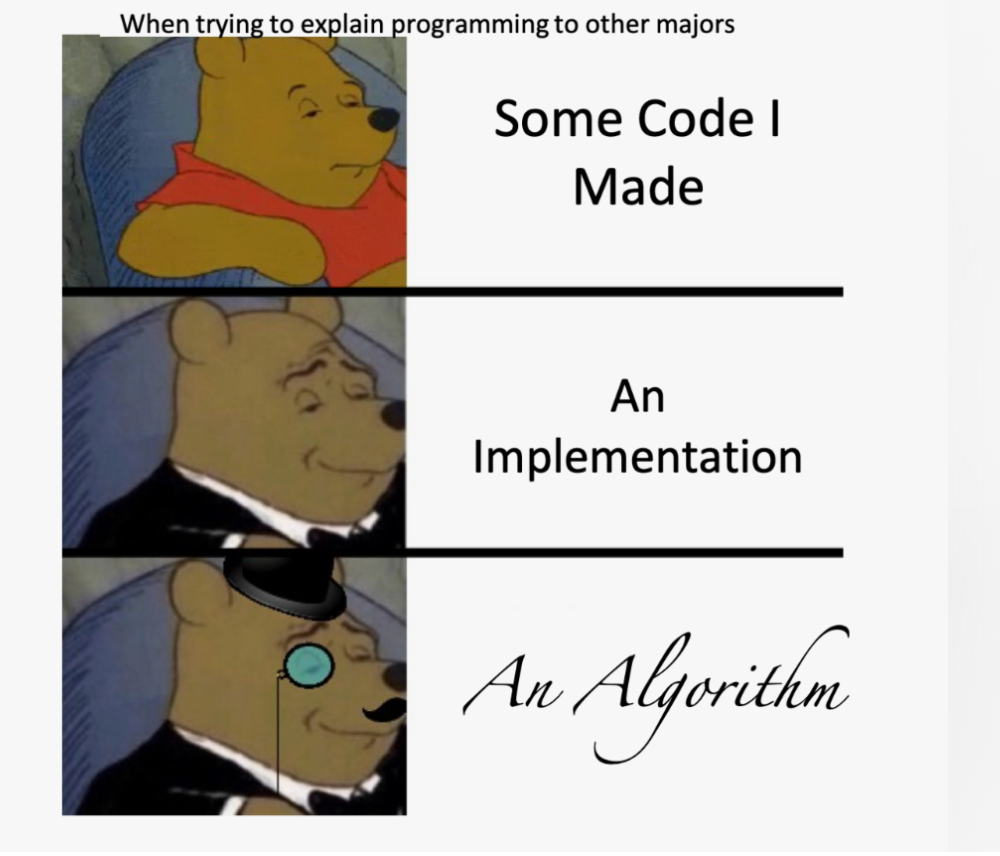 When trying to explain programming to other majors
Some Code I
Made
An
Implementation
An Algorithm